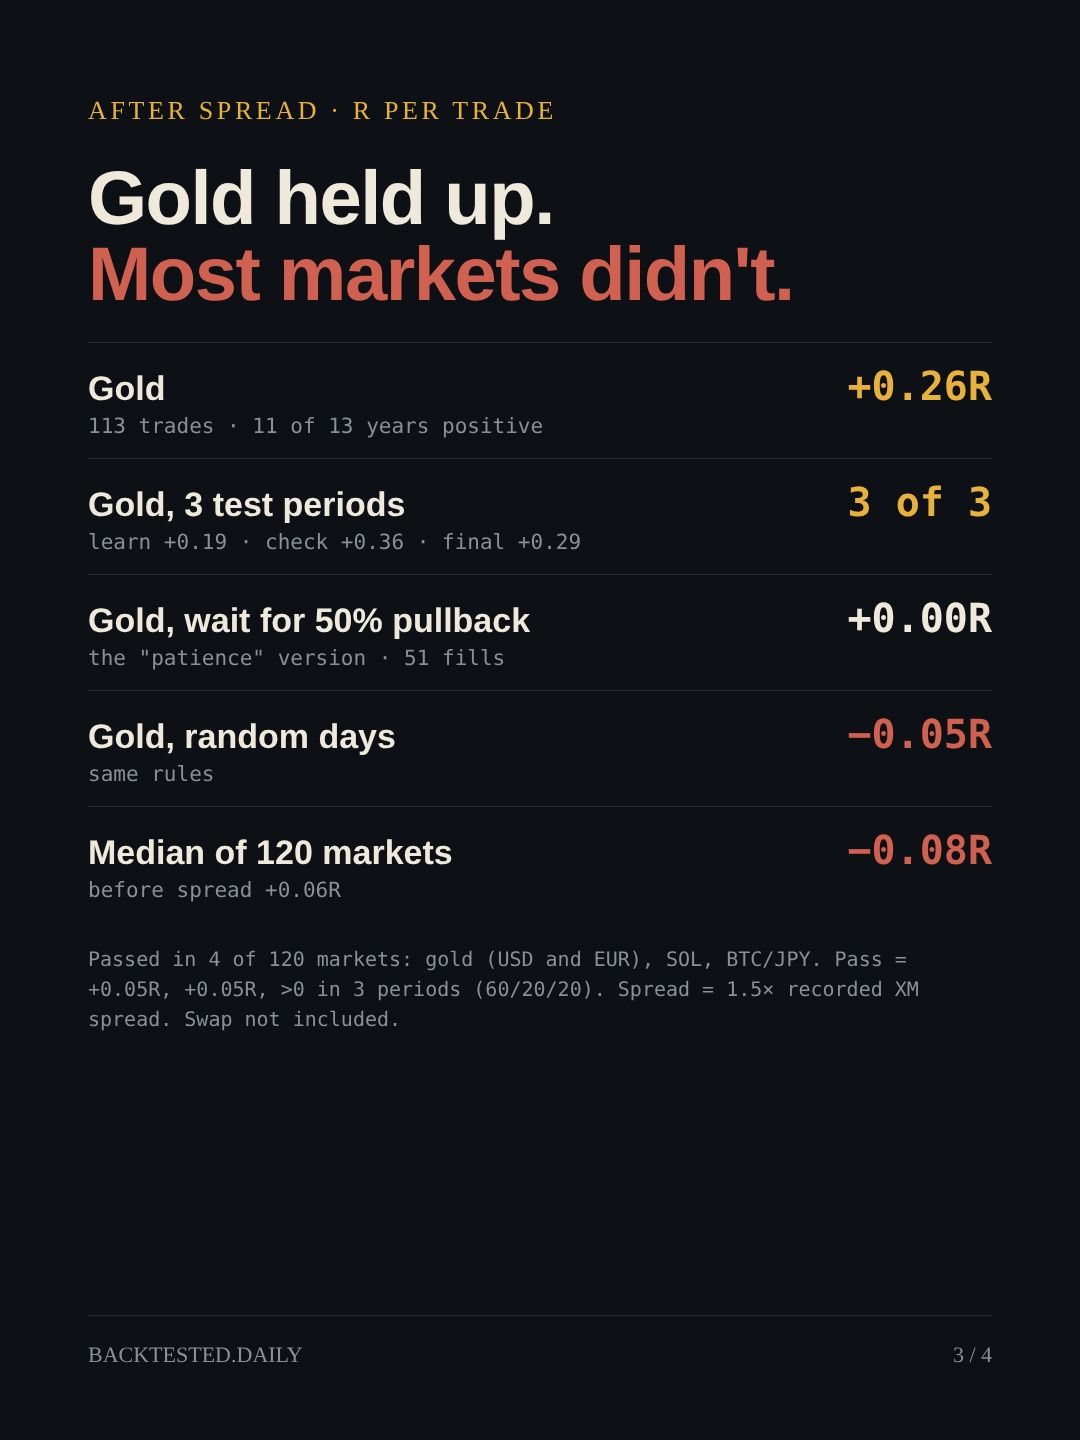 AFTER SPREAD · R PER TRADE
Gold held up.
Most markets didn't.
Gold
+0.26R
113 trades · 11 of 13 years positive
Gold, 3 test periods
3 of 3
learn +0.19 · check +0.36 · final +0.29
Gold, wait for 50% pullback
+0.00R
the "patience" version · 51 fills
Gold, random days
−0.05R
same rules
Median of 120 markets
−0.08R
before spread +0.06R
Passed in 4 of 120 markets: gold (USD and EUR), SOL, BTC/JPY. Pass =
+0.05R, +0.05R, >0 in 3 periods (60/20/20). Spread = 1.5× recorded XM
spread. Swap not included.
BACKTESTED.DAILY
3 / 4